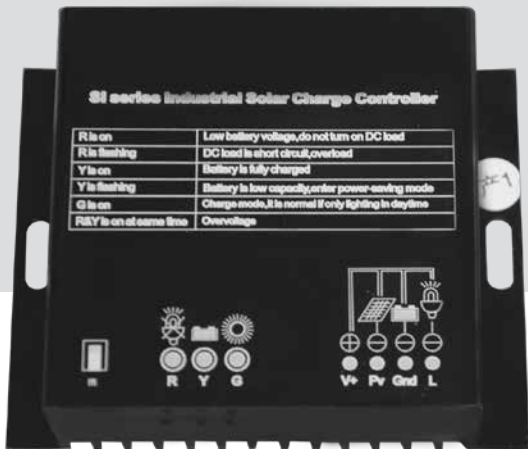 SI series Industrial Solar Charge Controller
R is on Low battery voltage,do not turn on DC load
R is flashing DC load is short circuit,overload
Y is on Battery is fully charged
Y is flashing Battery is low capacity,enter power-saving mode
G is on Charge mode,it is normal if only lighting in daytime
R&Y is on at same time Overvoltage
R Y G
V+ Pv Gnd L